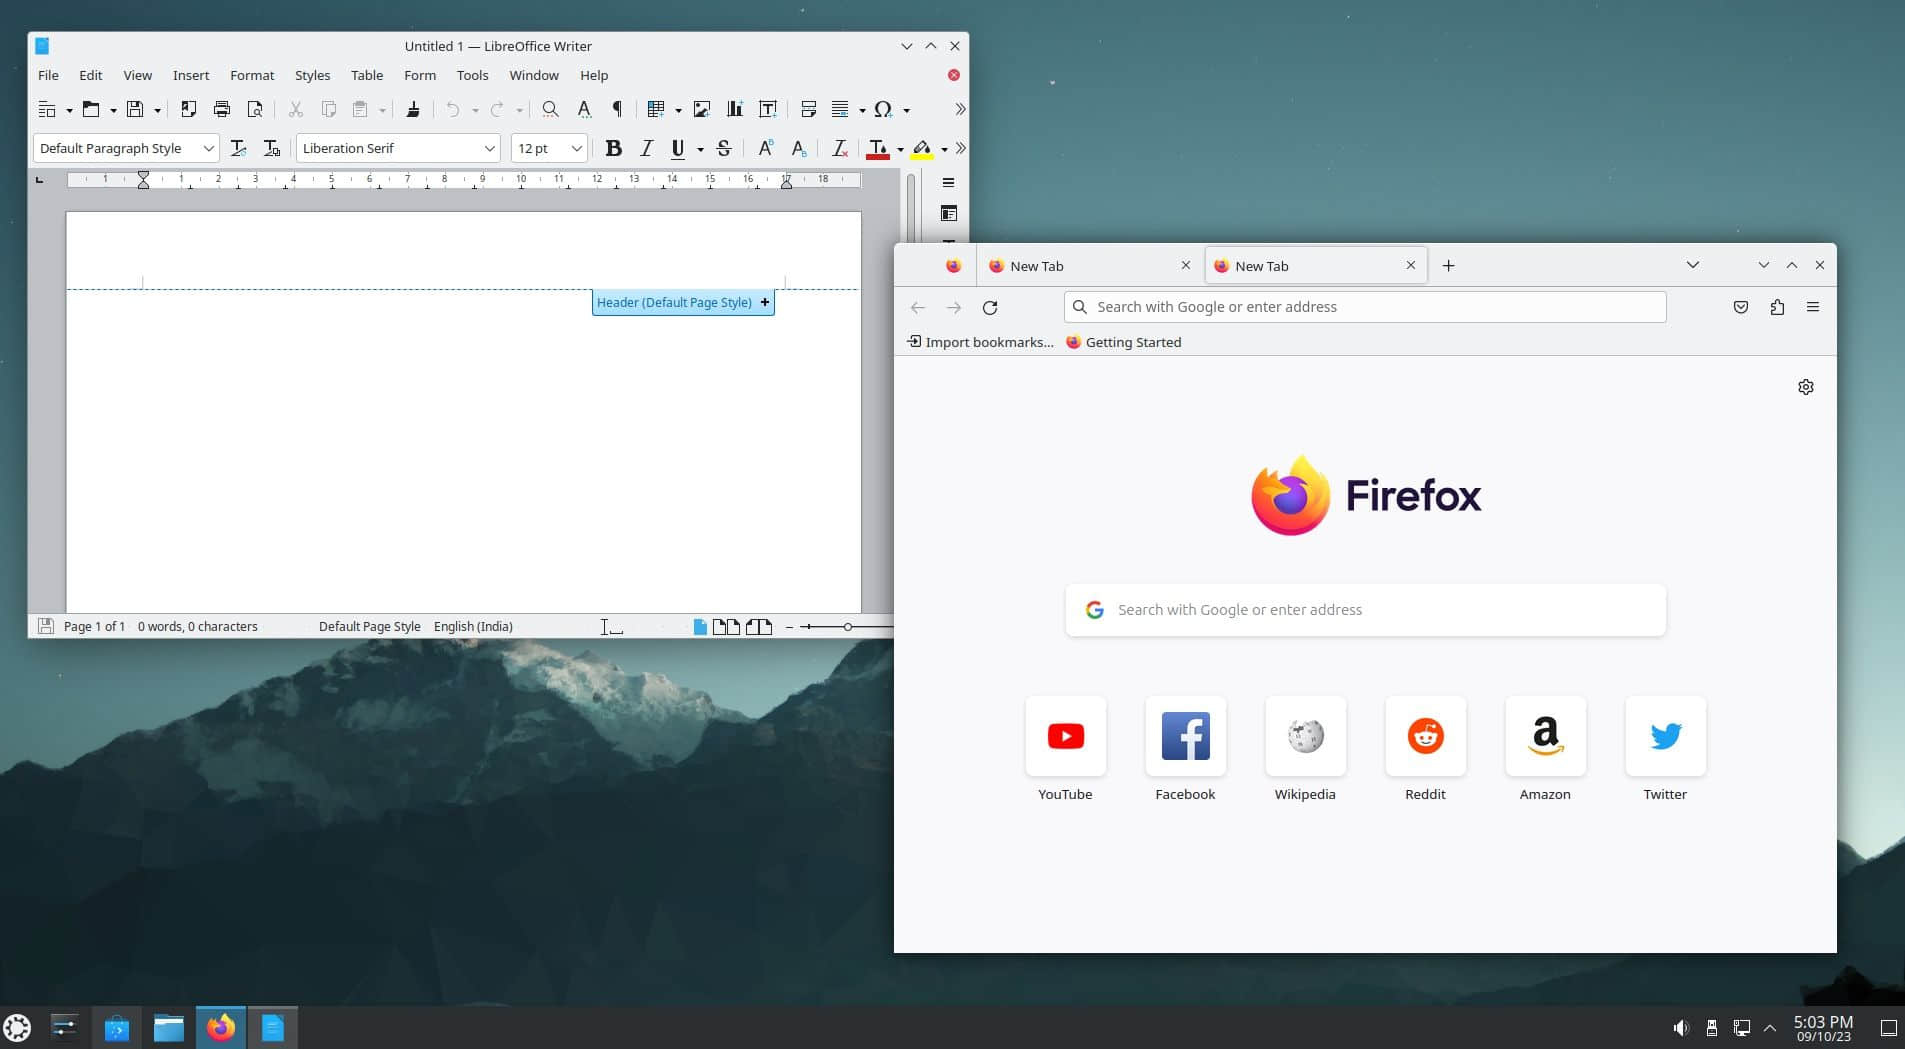 Untitled 1 — LibreOffice Writer
File Edit View Insert Format Styles Table Form Tools Window Help
Default Paragraph Style Liberation Serif 12 pt
1 1 2 3 4 5 6 7 8 9 10 11 12 13 14 15 16 17 18
Header (Default Page Style) +
Page 1 of 1 0 words, 0 characters Default Page Style English (India)
New Tab New Tab
Search with Google or enter address
Import bookmarks... Getting Started
Firefox
Search with Google or enter address
YouTube Facebook Wikipedia Reddit Amazon Twitter
5:03 PM
09/10/23